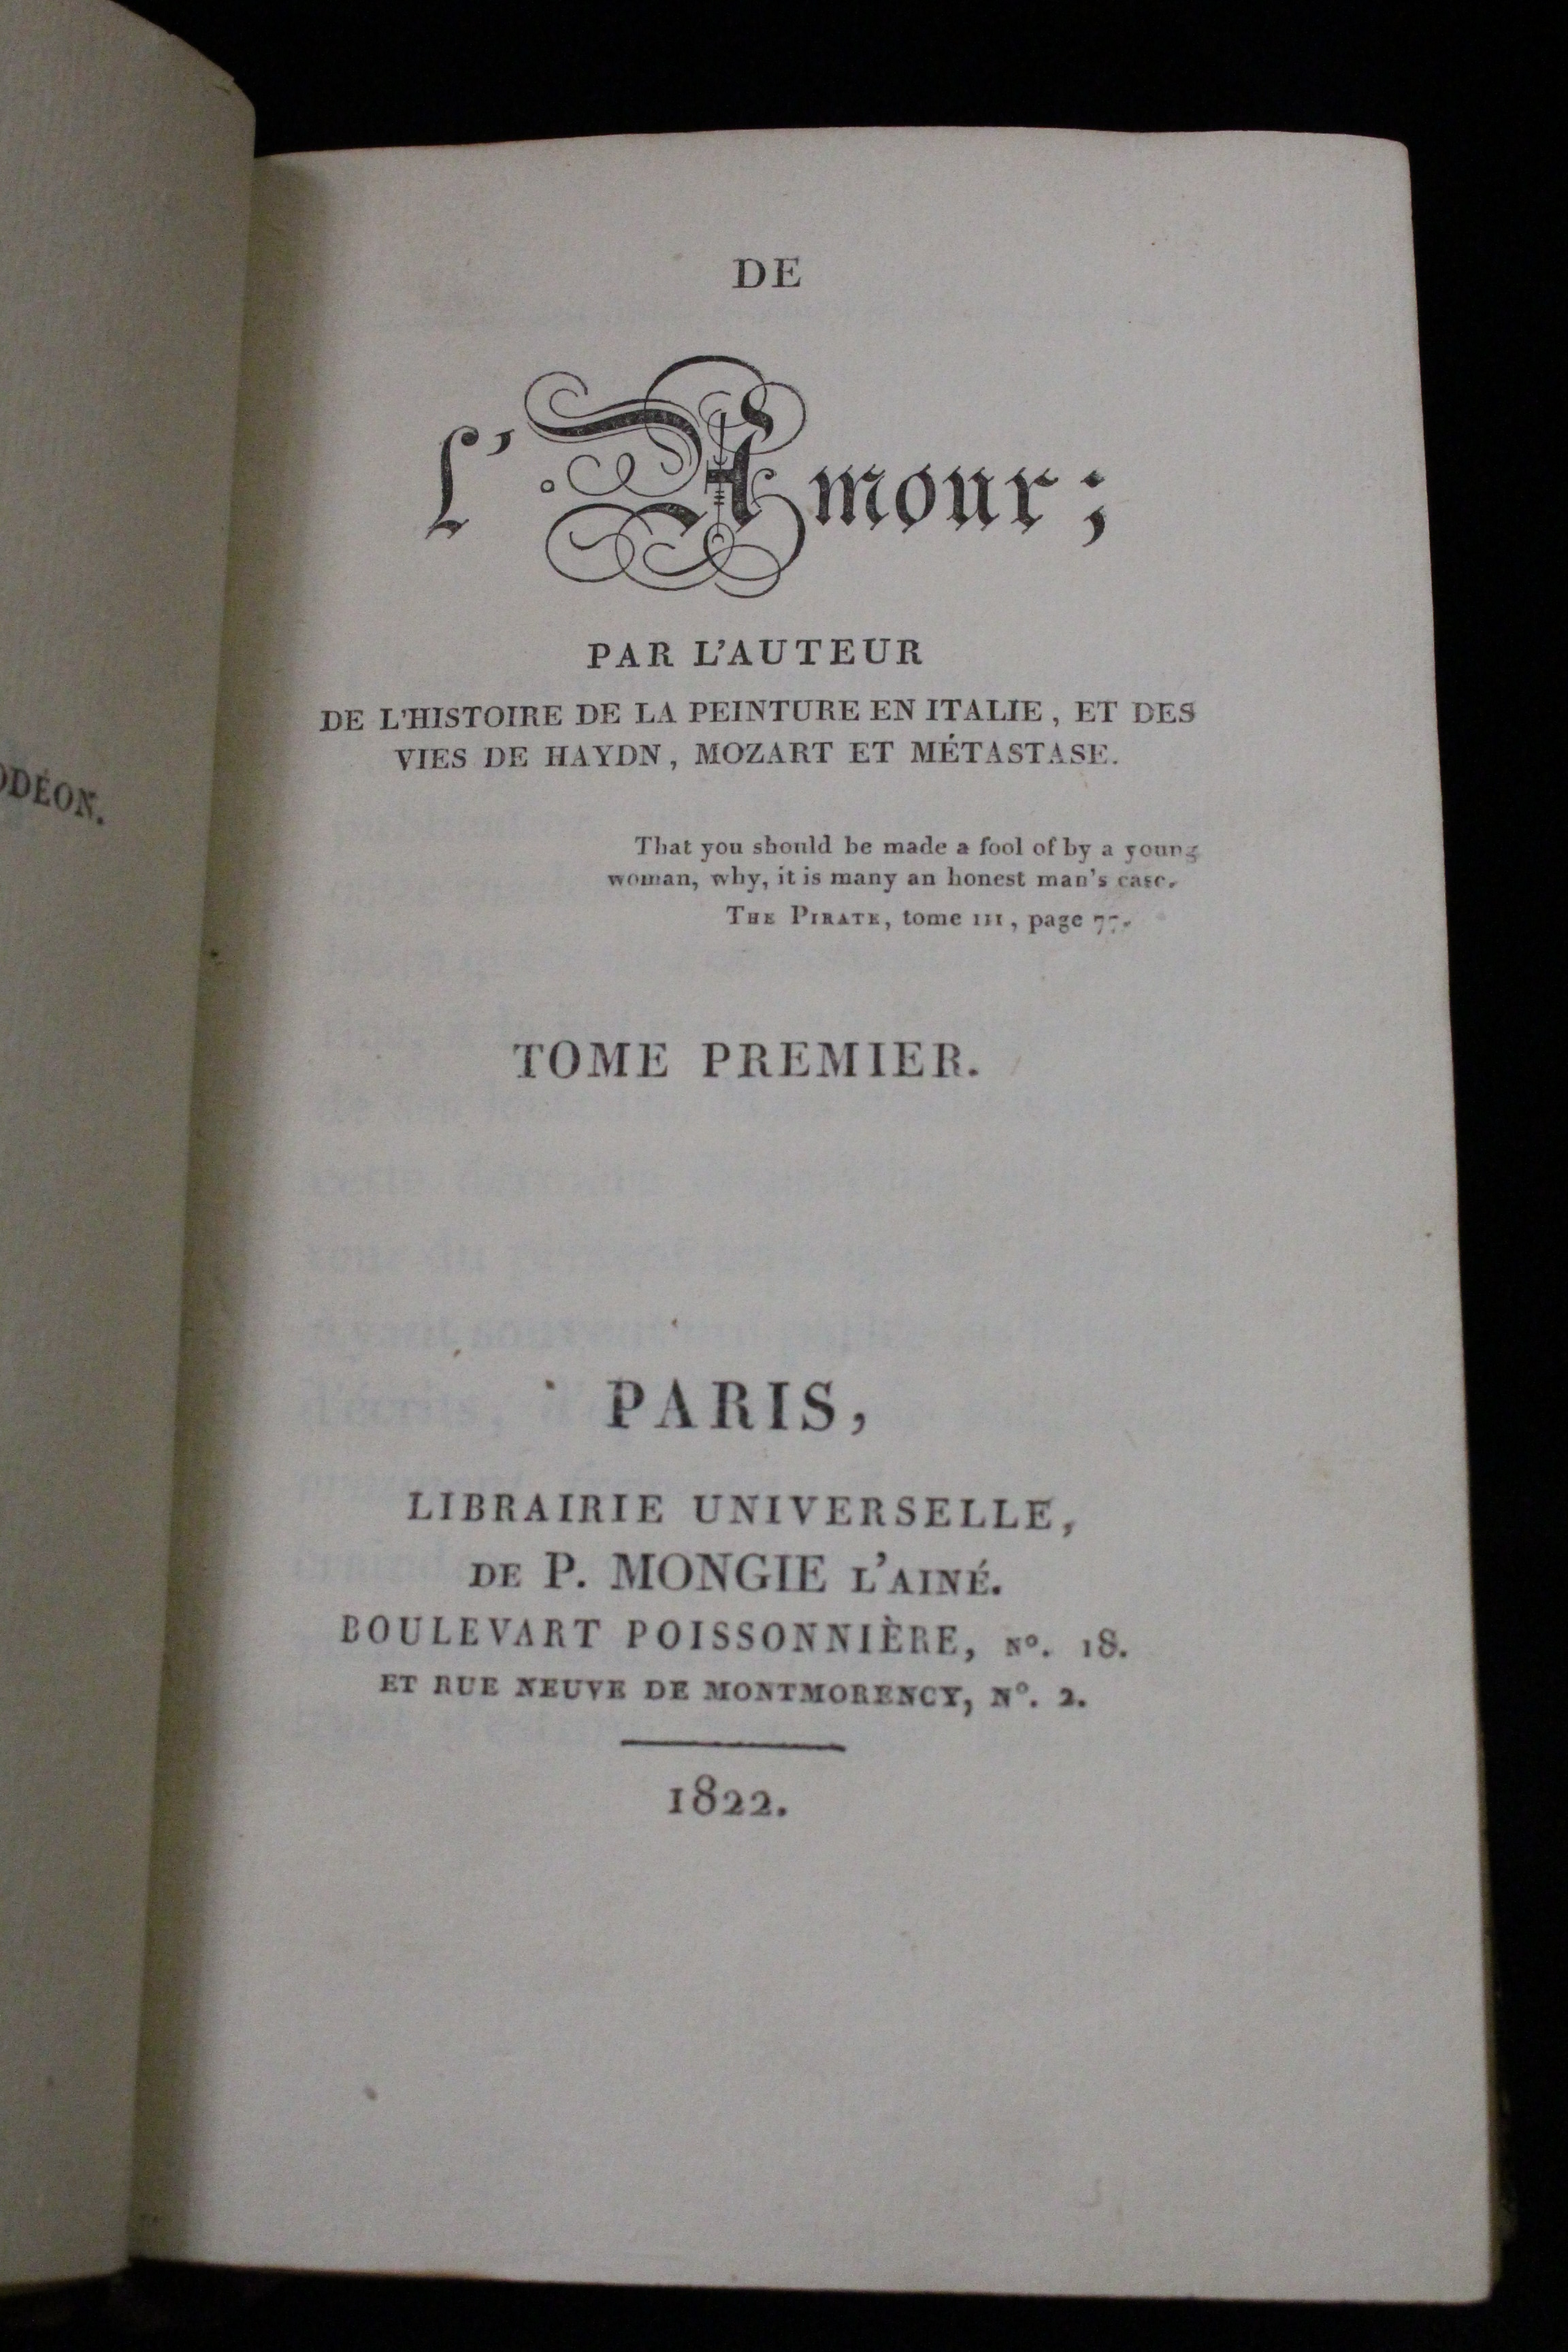 ODÉON.
DE
L'Amour;
PAR L'AUTEUR
DE L'HISTOIRE DE LA PEINTURE EN ITALIE, ET DES
VIES DE HAYDN, MOZART ET MÉTASTASE.
That you should be made a fool of by a young
woman, why, it is many an honest man's case.
THE PIRATE, tome III, page 77.
TOME PREMIER.
PARIS,
LIBRAIRIE UNIVERSELLE,
DE P. MONGIE L'AINÉ.
BOULEVART POISSONNIÈRE, Nº. 18.
ET RUE NEUVE DE MONTMORENCY, Nº. 2.
1822.